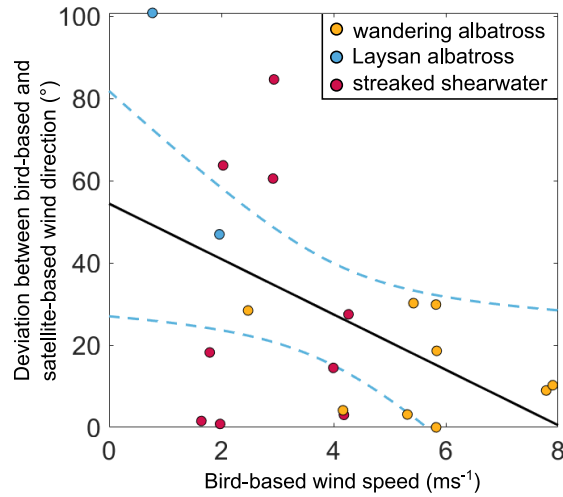 Deviation between bird-based and
satellite-based wind direction (°)
100
80
60
40
20
0
wandering albatross
Laysan albatross
streaked shearwater
0 2 4 6 8
Bird-based wind speed (ms⁻¹)